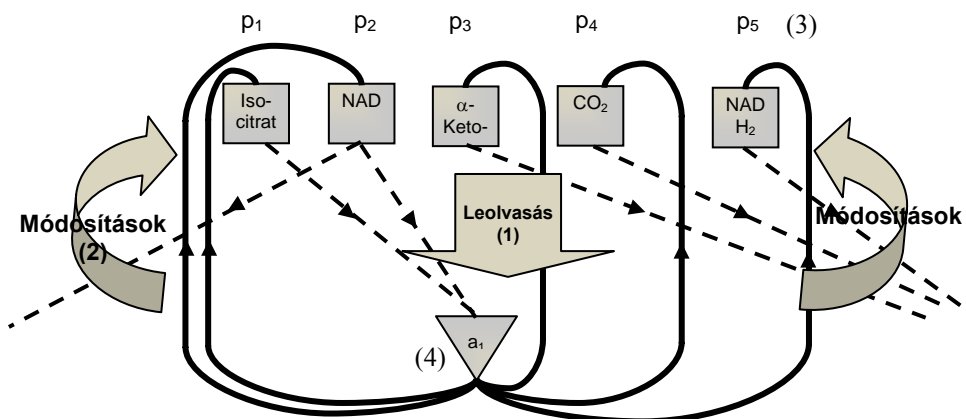 p₁ p₂ p₃ p₄ p₅ (3)
Iso-
citrat
NAD
α-
Keto-
CO₂
NAD
H₂
Módosítások
(2)
Leolvasás
(1)
Módosítások
(4)
a₁